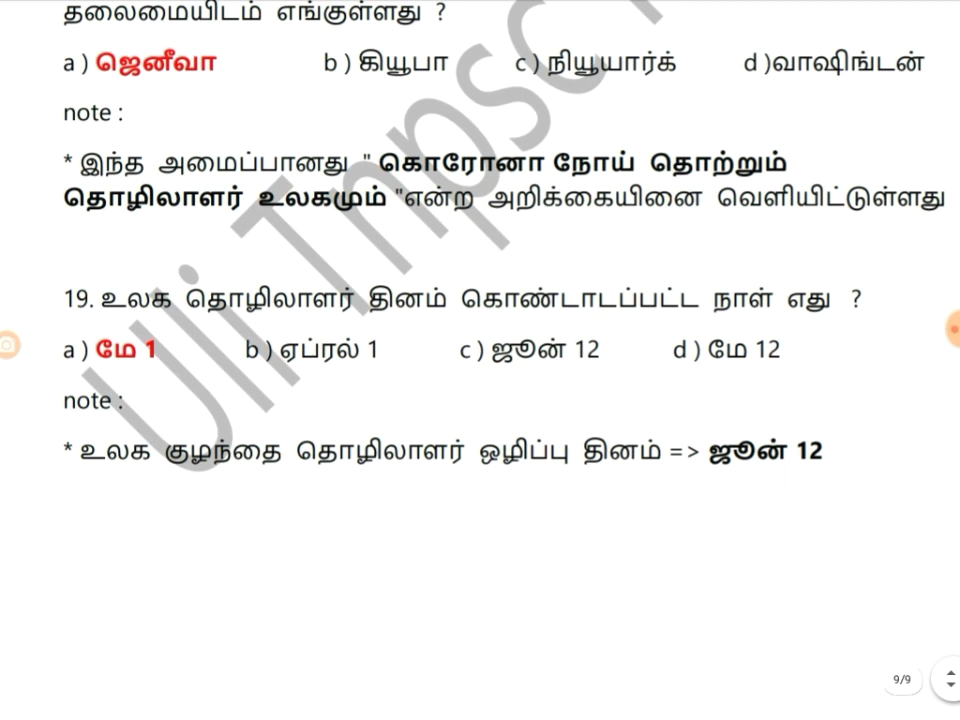 தலைமையிடம் எங்குள்ளது ?
a ) ஜெனீவா b ) கியூபா c ) நியூயார்க் d )வாஷிங்டன்
note :
* இந்த அமைப்பானது " கொரோனா நோய் தொற்றும்
தொழிலாளர் உலகமும் "என்ற அறிக்கையினை வெளியிட்டுள்ளது
19. உலக தொழிலாளர் தினம் கொண்டாடப்பட்ட நாள் எது ?
a ) மே 1 b ) ஏப்ரல் 1 c ) ஜூன் 12 d ) மே 12
note :
* உலக குழந்தை தொழிலாளர் ஒழிப்பு தினம் => ஜூன் 12
9/9